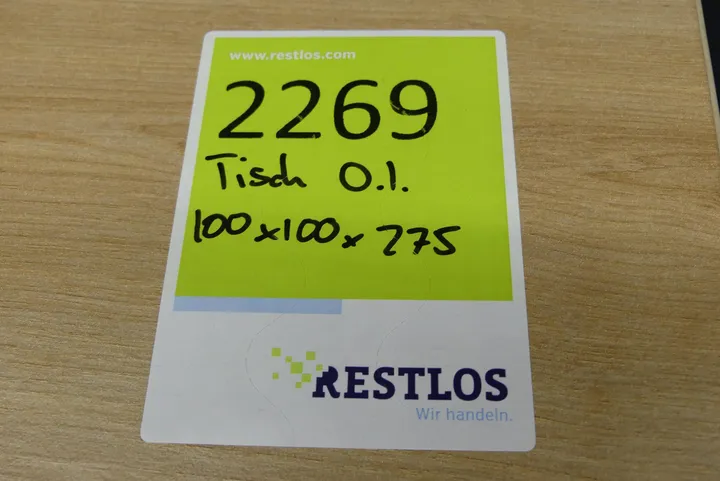 www.restlos.com
2269
Tisch O.l.
100x100x275
RESTLOS
Wir handeln.